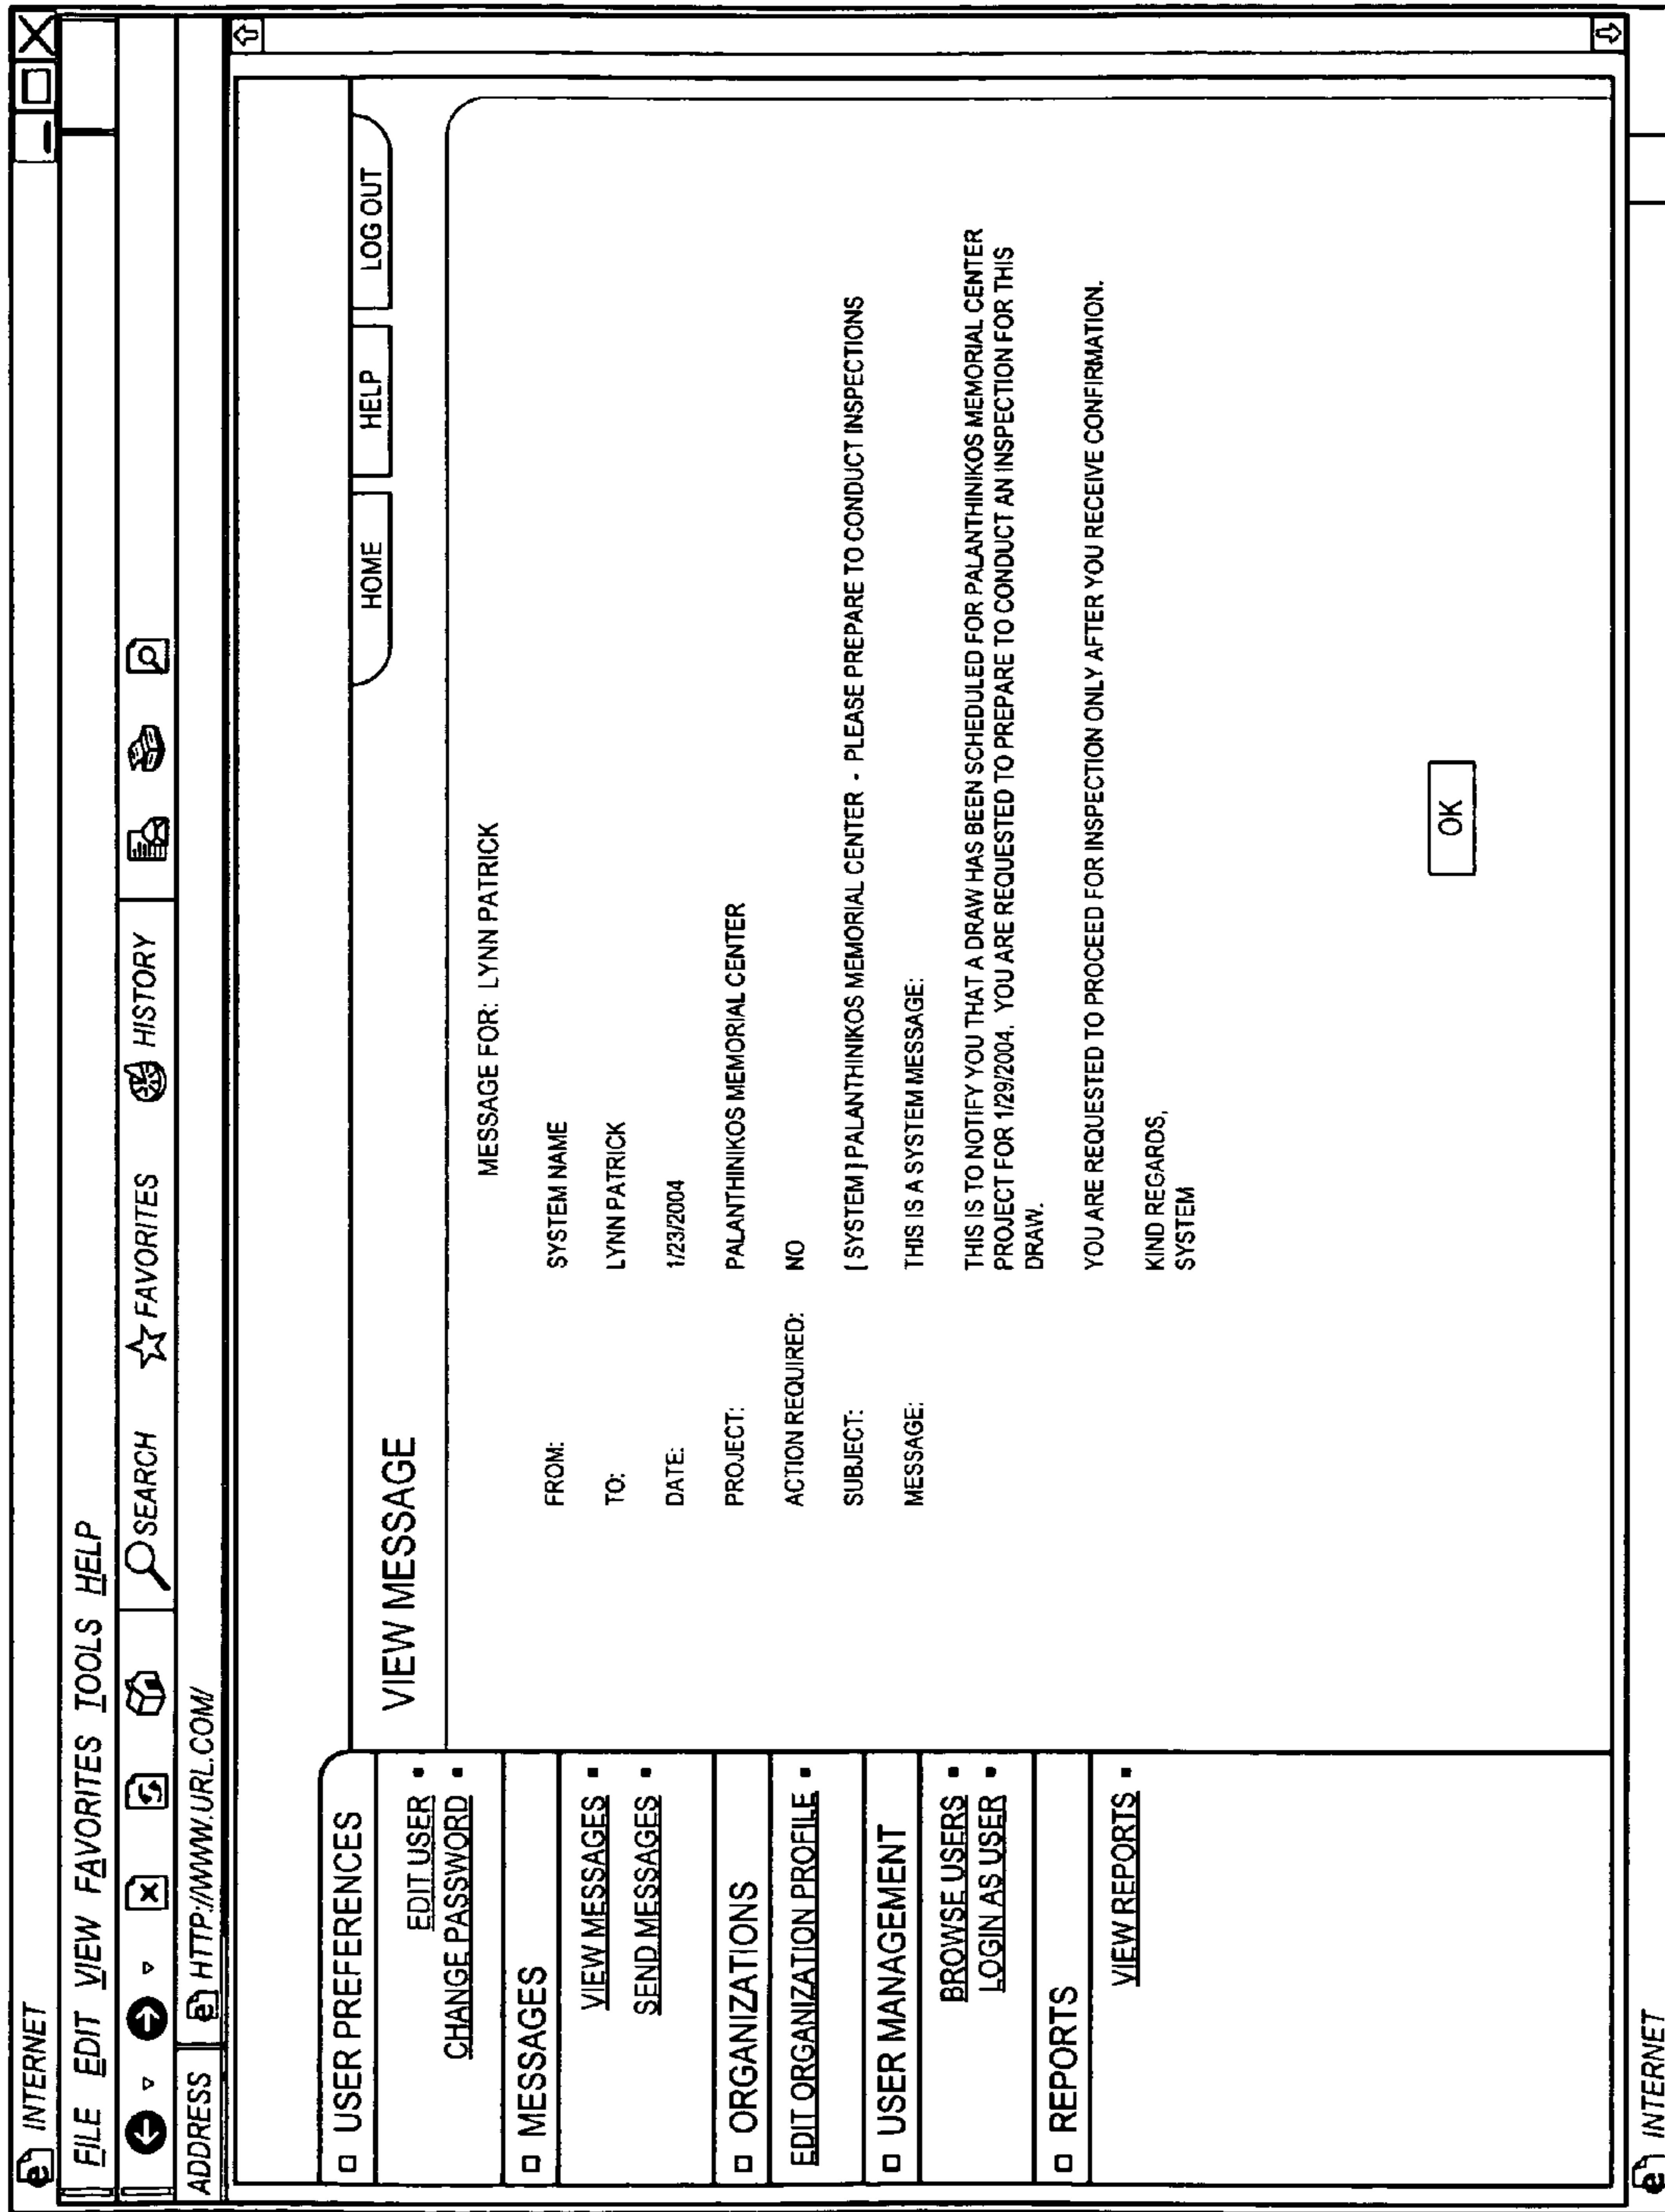 INTERNET
FILE EDIT VIEW FAVORITES TOOLS HELP
SEARCH FAVORITES HISTORY
ADDRESS HTTP://WWW.URL.COM/
HOME HELP LOG OUT
USER PREFERENCES
EDIT USER
CHANGE PASSWORD
MESSAGES
VIEW MESSAGES
SEND MESSAGES
ORGANIZATIONS
EDIT ORGANIZATION PROFILE
USER MANAGEMENT
BROWSE USERS
LOGIN AS USER
REPORTS
VIEW REPORTS
VIEW MESSAGE
MESSAGE FOR: LYNN PATRICK
FROM: SYSTEM NAME
TO: LYNN PATRICK
DATE: 1/23/2004
PROJECT: PALANTHINIKOS MEMORIAL CENTER
ACTION REQUIRED: NO
SUBJECT: [SYSTEM] PALANTHINIKOS MEMORIAL CENTER - PLEASE PREPARE TO CONDUCT INSPECTIONS
MESSAGE: THIS IS A SYSTEM MESSAGE:
THIS IS TO NOTIFY YOU THAT A DRAW HAS BEEN SCHEDULED FOR PALANTHINIKOS MEMORIAL CENTER
PROJECT FOR 1/29/2004. YOU ARE REQUESTED TO PREPARE TO CONDUCT AN INSPECTION FOR THIS
DRAW.
YOU ARE REQUESTED TO PROCEED FOR INSPECTION ONLY AFTER YOU RECEIVE CONFIRMATION.
KIND REGARDS,
SYSTEM
OK
INTERNET